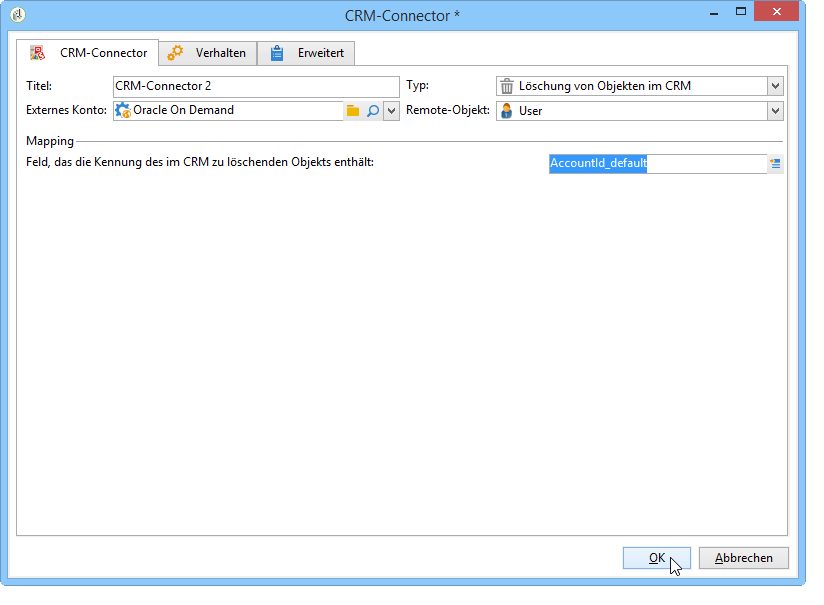 CRM-Connector *
CRM-Connector Verhalten Erweitert
Titel: CRM-Connector 2 Typ: Löschung von Objekten im CRM
Externes Konto: Oracle On Demand Remote-Objekt: User
Mapping
Feld, das die Kennung des im CRM zu löschenden Objekts enthält: AccountId_default
OK Abbrechen